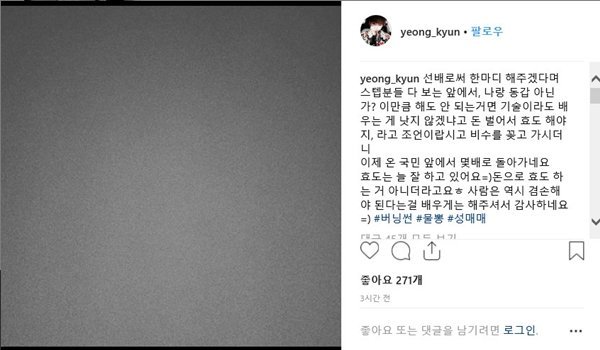 yeong_kyun • 팔로우
yeong_kyun 선배로써 한마디 해주겠다며
스텝분들 다 보는 앞에서, 나랑 동갑 아닌
가? 이만큼 해도 안 되는거면 기술이라도 배
우는 게 낫지 않겠냐고 돈 벌어서 효도 해야
지, 라고 조언이랍시고 비수를 꽂고 가시더
니
이제 온 국민 앞에서 몇배로 돌아가네요
효도는 늘 잘 하고 있어요=)돈으로 효도 하
는 거 아니더라고요ㅎ 사람은 역시 겸손해
야 된다는걸 배우게는 해주셔서 감사하네요
=) #버닝썬 #물뽕 #성매매
좋아요 271개
3시간 전
좋아요 또는 댓글을 남기려면 로그인.